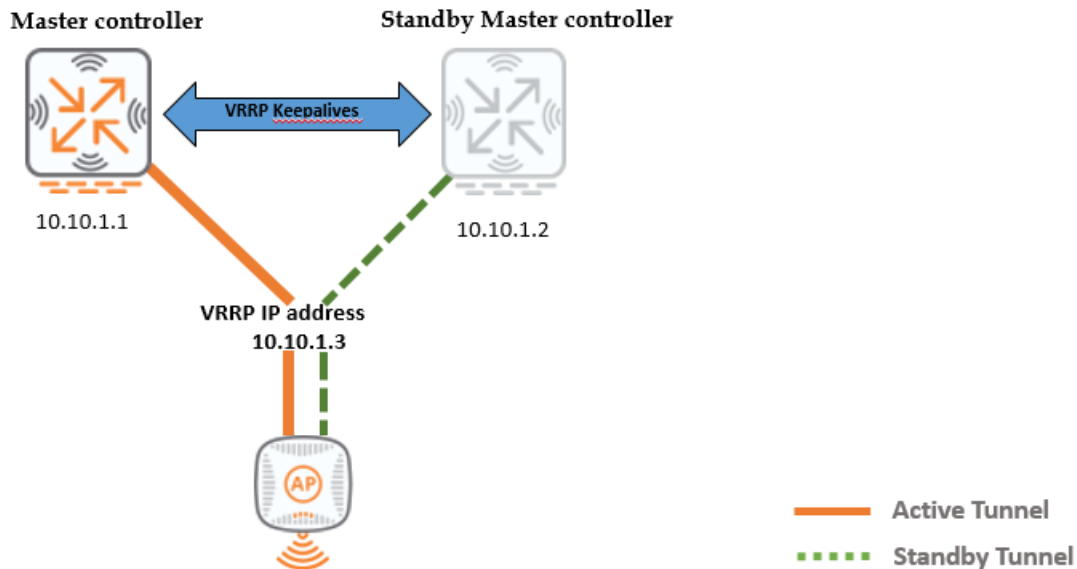 Master controller
Standby Master controller
VRRP Keepalives
10.10.1.1
10.10.1.2
VRRP IP address
10.10.1.3
AP
Active Tunnel
Standby Tunnel